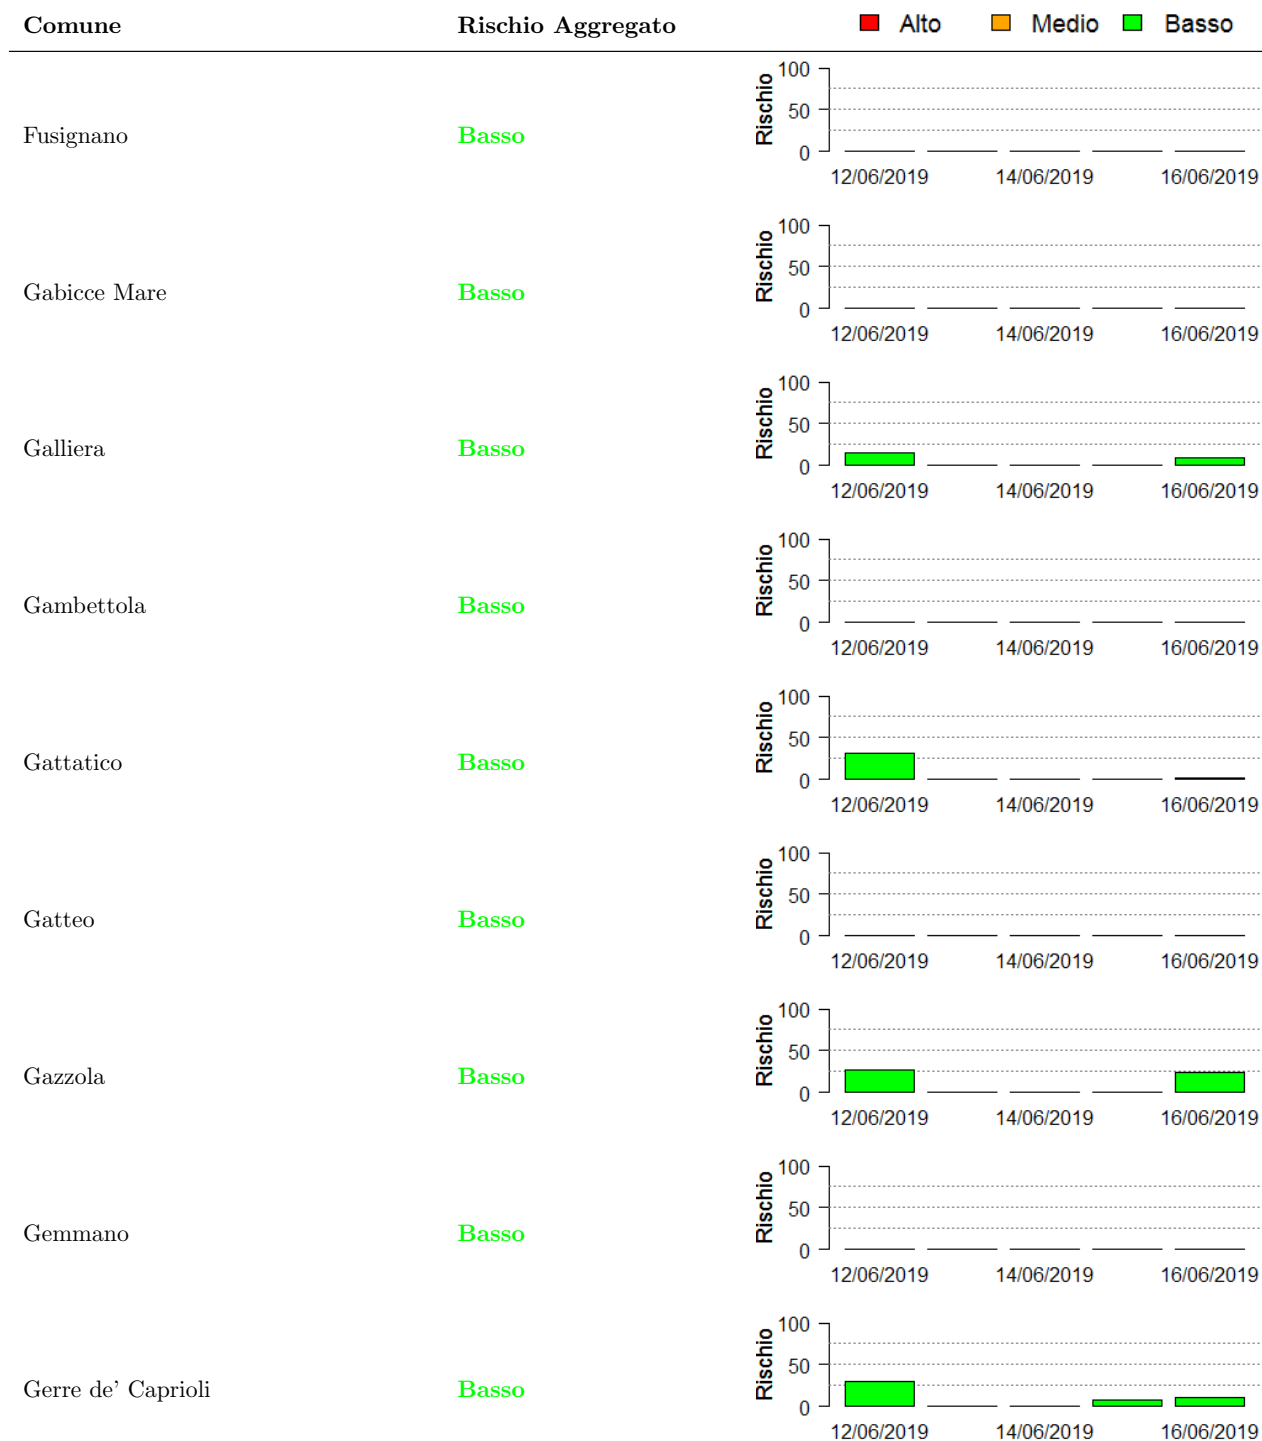 Comune Rischio Aggregato Alto Medio Basso
Fusignano Basso Rischio 100 50 0
12/06/2019 14/06/2019 16/06/2019
Gabicce Mare Basso Rischio 100 50 0
12/06/2019 14/06/2019 16/06/2019
Galliera Basso Rischio 100 50 0
12/06/2019 14/06/2019 16/06/2019
Gambettola Basso Rischio 100 50 0
12/06/2019 14/06/2019 16/06/2019
Gattatico Basso Rischio 100 50 0
12/06/2019 14/06/2019 16/06/2019
Gatteo Basso Rischio 100 50 0
12/06/2019 14/06/2019 16/06/2019
Gazzola Basso Rischio 100 50 0
12/06/2019 14/06/2019 16/06/2019
Gemmano Basso Rischio 100 50 0
12/06/2019 14/06/2019 16/06/2019
Gerre de' Caprioli Basso Rischio 100 50 0
12/06/2019 14/06/2019 16/06/2019